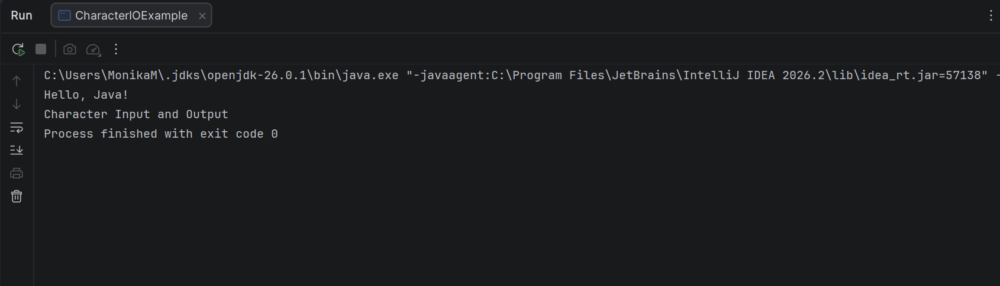 Run CharacterIOExample
C:\Users\MonikaM\.jdks\openjdk-26.0.1\bin\java.exe "-javaagent:C:\Program Files\JetBrains\IntelliJ IDEA 2026.2\lib\idea_rt.jar=57138" -
Hello, Java!
Character Input and Output
Process finished with exit code 0